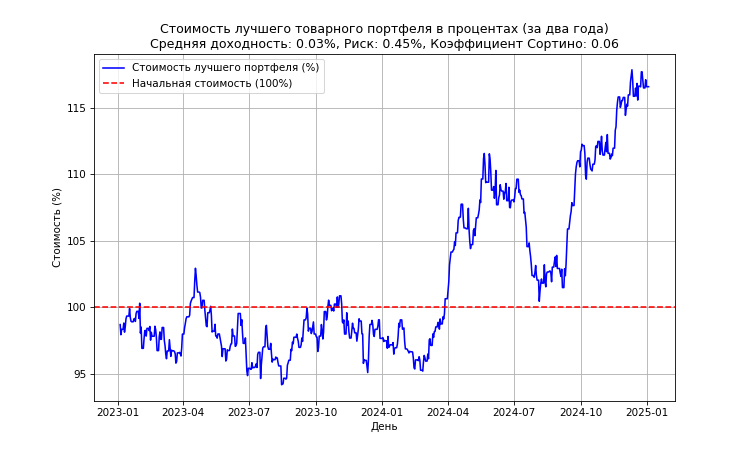 Стоимость лучшего товарного портфеля в процентах (за два года)
Средняя доходность: 0.03%, Риск: 0.45%, Коэффициент Сортино: 0.06
Стоимость лучшего портфеля (%)
Начальная стоимость (100%)
Стоимость (%)
115
110
105
100
95
2023-01 2023-04 2023-07 2023-10 2024-01 2024-04 2024-07 2024-10 2025-01
День